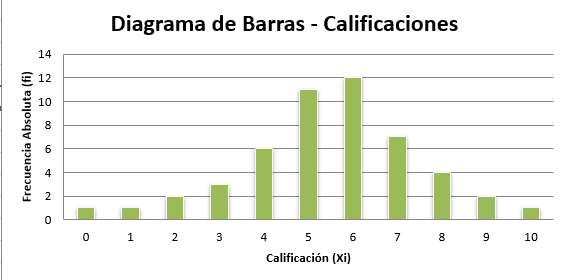 Diagrama de Barras - Calificaciones
Frecuencia Absoluta (fi)
14
12
10
8
6
4
2
0
0 1 2 3 4 5 6 7 8 9 10
Calificación (Xi)